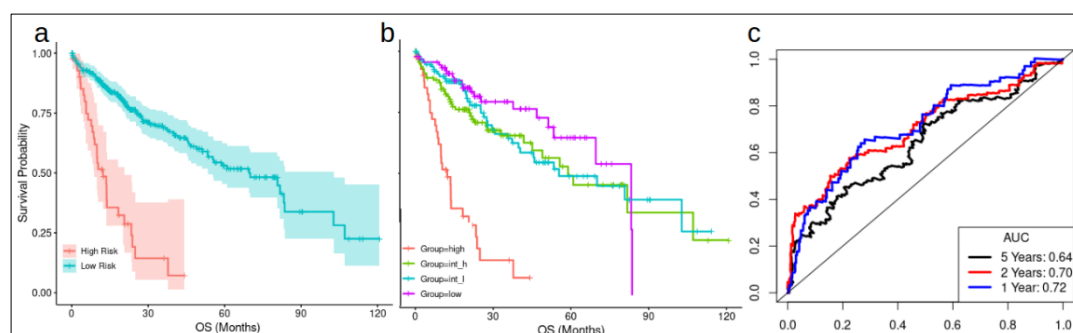 a
b
c
Survival Probability
1.00
0.75
0.50
0.25
0.00
High Risk
Low Risk
0
30
60
90
120
OS (Months)
Group=high
Group=int_h
Group=int_l
Group=low
0
30
60
90
120
OS (Months)
1.0
0.8
0.6
0.4
0.2
0.0
AUC
5 Years: 0.64
2 Years: 0.70
1 Year: 0.72
0.0
0.2
0.4
0.6
0.8
1.0